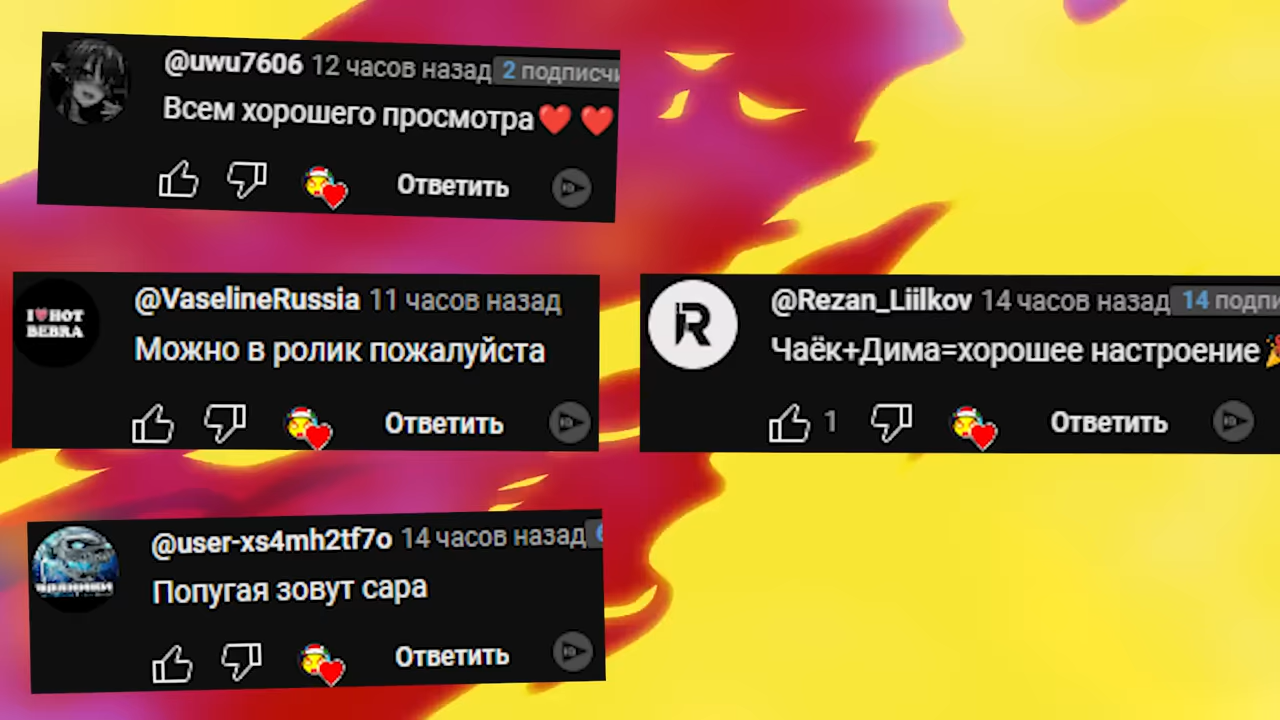 @uwu7606 12 часов назад 2 подписчи
Всем хорошего просмотра❤️ ❤️
Ответить
I❤HOT
BEBRA
@VaselineRussia 11 часов назад
Можно в ролик пожалуйста
Ответить
R
@Rezan_Liilkov 14 часов назад 14 подпи
Чаёк+Дима=хорошее настроение🎉
1
Ответить
@user-xs4mh2tf7o 14 часов назад 6
Попугая зовут сара
Ответить